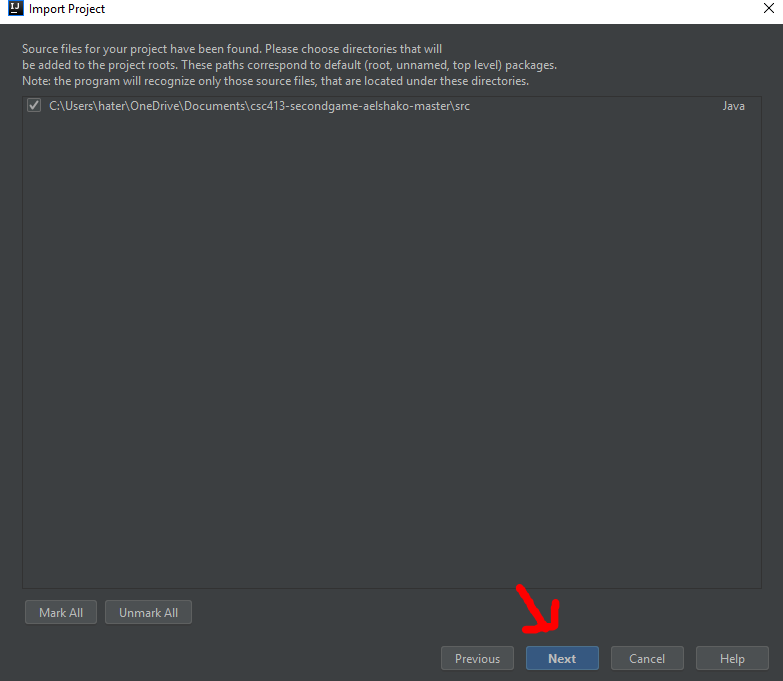 IJ Import Project
Source files for your project have been found. Please choose directories that will
be added to the project roots. These paths correspond to default (root, unnamed, top level) packages.
Note: the program will recognize only those source files, that are located under these directories.
C:\Users\hater\OneDrive\Documents\csc413-secondgame-aelshako-master\src Java
Mark All Unmark All
Previous Next Cancel Help